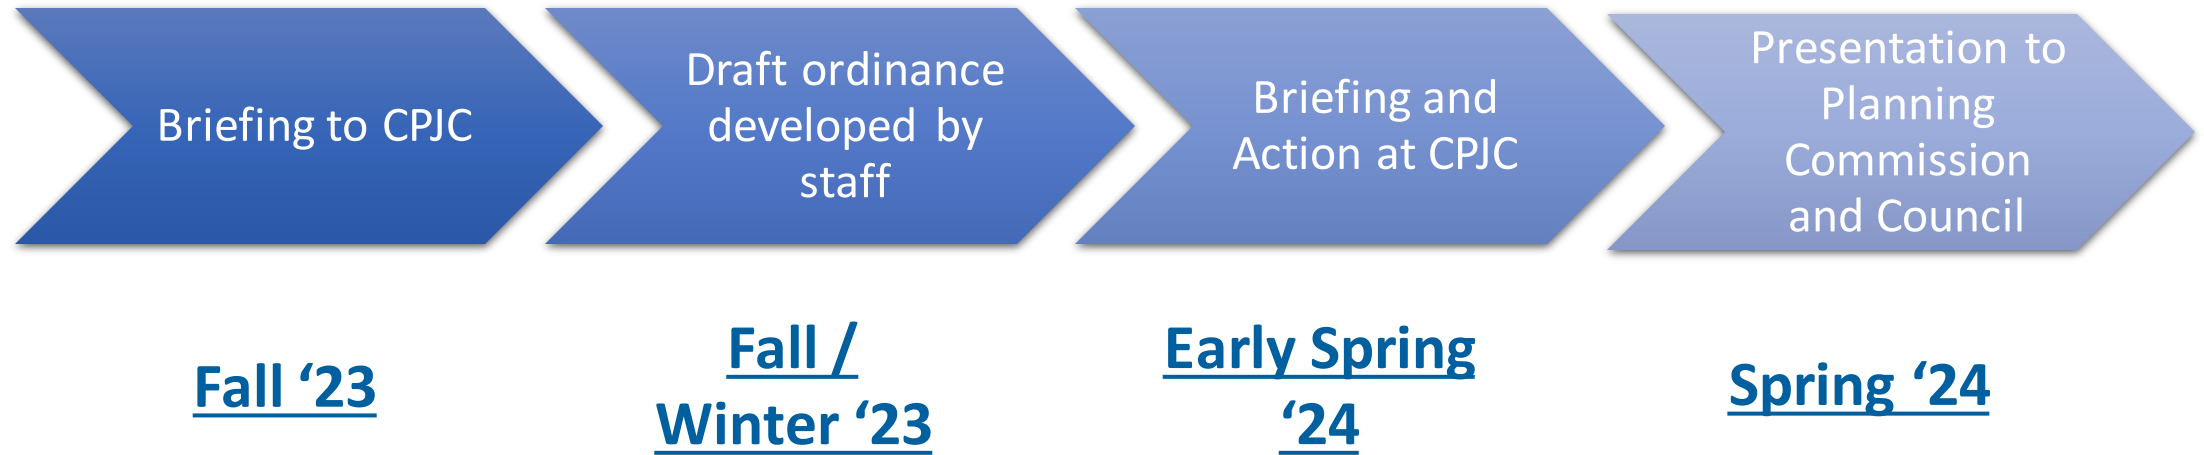 Briefing to CPJC
Draft ordinance
developed by
staff
Briefing and
Action at CPJC
Presentation to
Planning
Commission
and Council
Fall ‘23
Fall /
Winter ‘23
Early Spring
‘24
Spring ‘24